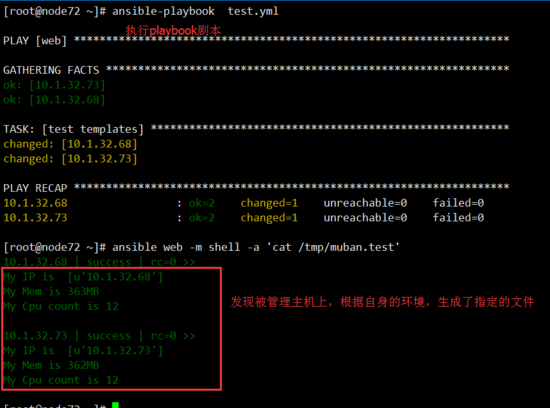 [root@node72 ~]# ansible-playbook  test.yml
执行playbook剧本
PLAY [web] *******************************************************************
GATHERING FACTS **************************************************************
ok: [10.1.32.73]
ok: [10.1.32.68]
TASK: [test templates] *******************************************************
changed: [10.1.32.68]
changed: [10.1.32.73]
PLAY RECAP *******************************************************************
10.1.32.68                 : ok=2    changed=1    unreachable=0    failed=0
10.1.32.73                 : ok=2    changed=1    unreachable=0    failed=0
[root@node72 ~]# ansible web -m shell -a 'cat /tmp/muban.test'
10.1.32.68 | success | rc=0 >>
My IP is  [u'10.1.32.68']
My Mem is 363MB
My Cpu count is 12
发现被管理主机上，根据自身的环境，生成了指定的文件
10.1.32.73 | success | rc=0 >>
My IP is  [u'10.1.32.73']
My Mem is 362MB
My Cpu count is 12
[root@node72 ~]#